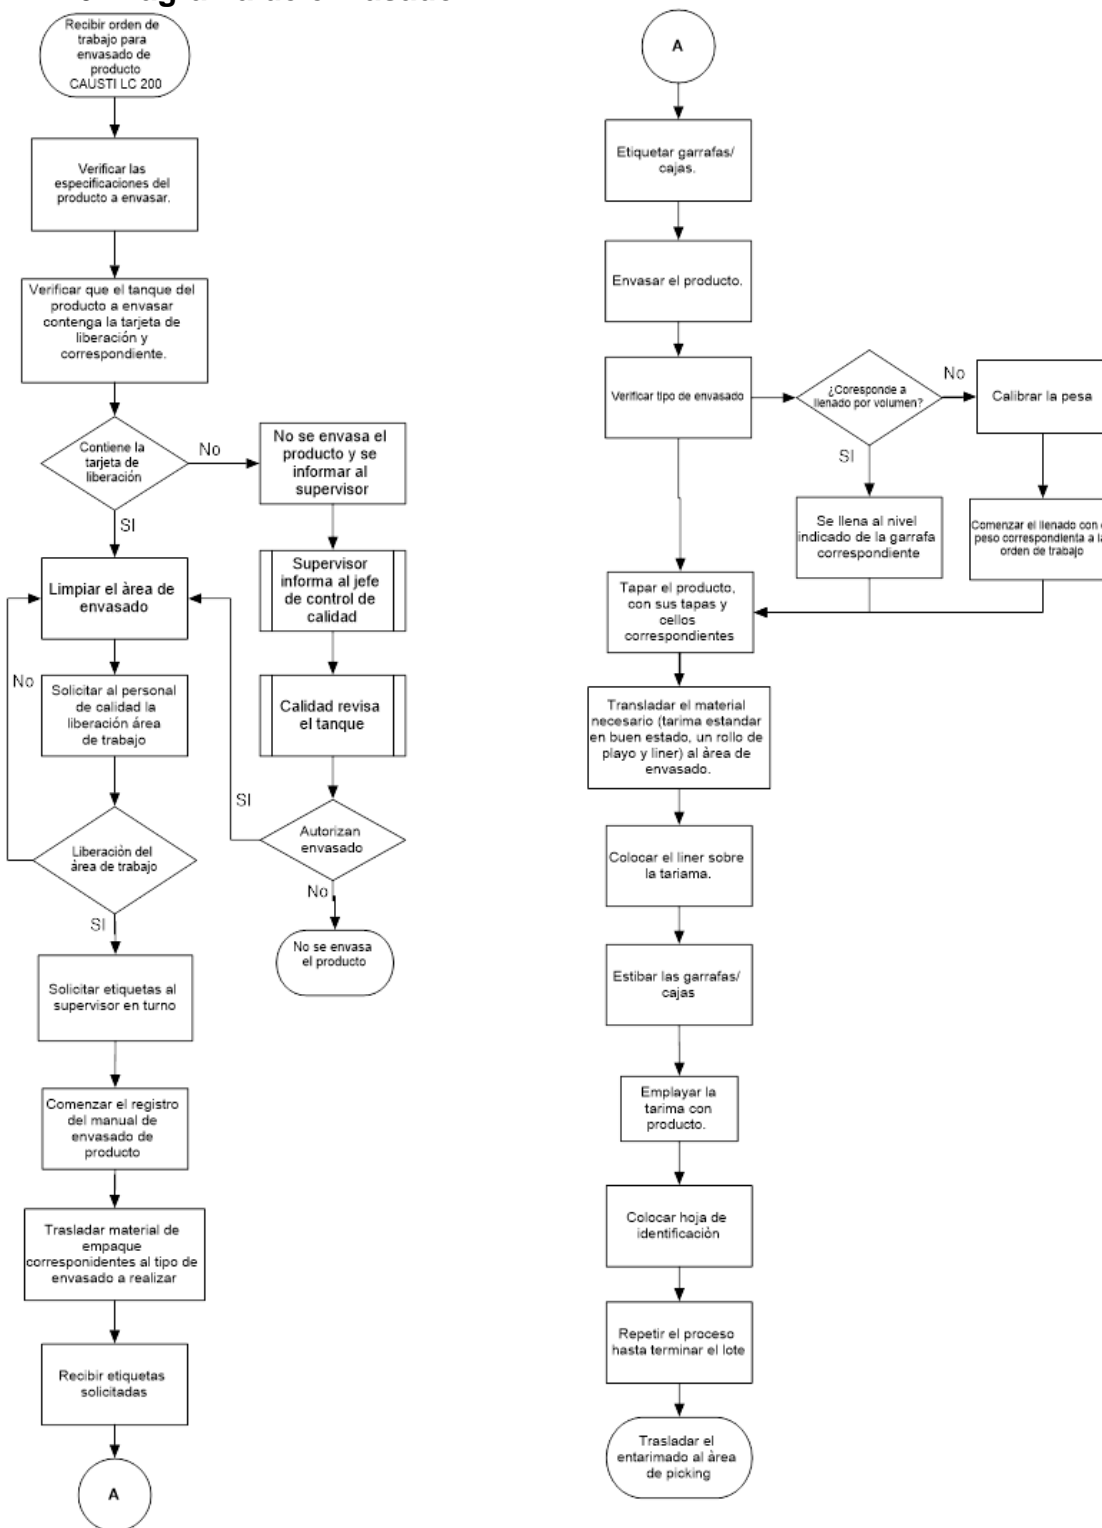 Recibir orden de
trabajo para
envasado de
producto
CAUSTI LC 200
Verificar las
especificaciones del
producto a envasar.
Verificar que el tanque del
producto a envasar
contenga la tarjeta de
liberación y
correspondiente.
Contiene la
tarjeta de
liberación
No
No se envasa el
producto y se
informar al
supervisor
SI
Limpiar el àrea de
envasado
Supervisor
informa al jefe
de control de
calidad
No
Solicitar al personal
de calidad la
liberación área
de trabajo
Calidad revisa
el tanque
SI
Liberación del
área de trabajo
Autorizan
envasado
No
SI
No se envasa
el producto
Solicitar etiquetas al
supervisor en turno
Comenzar el registro
del manual de
envasado de
producto
Trasladar material de
empaque
correspondientes al tipo de
envasado a realizar
Recibir etiquetas
solicitadas
A
A
Etiquetar garrafas/
cajas.
Envasar el producto.
Verificar tipo de envasado
¿Coresponde a
llenado por volumen?
No
Calibrar la pesa
SI
Se llena al nivel
indicado de la garrafa
correspondiente
Comenzar el llenado con
peso correspondienta a
orden de trabajo
Tapar el producto,
con sus tapas y
cellos
correspondientes
Transladar el material
necesario (tarima estandar
en buen estado, un rollo de
playo y liner) al àrea de
envasado.
Colocar el liner sobre
la tariama.
Estibar las garrafas/
cajas
Emplayar la
tarima con
producto.
Colocar hoja de
identificación
Repetir el proceso
hasta terminar el lote
Trasladar el
entarimado al àrea
de picking